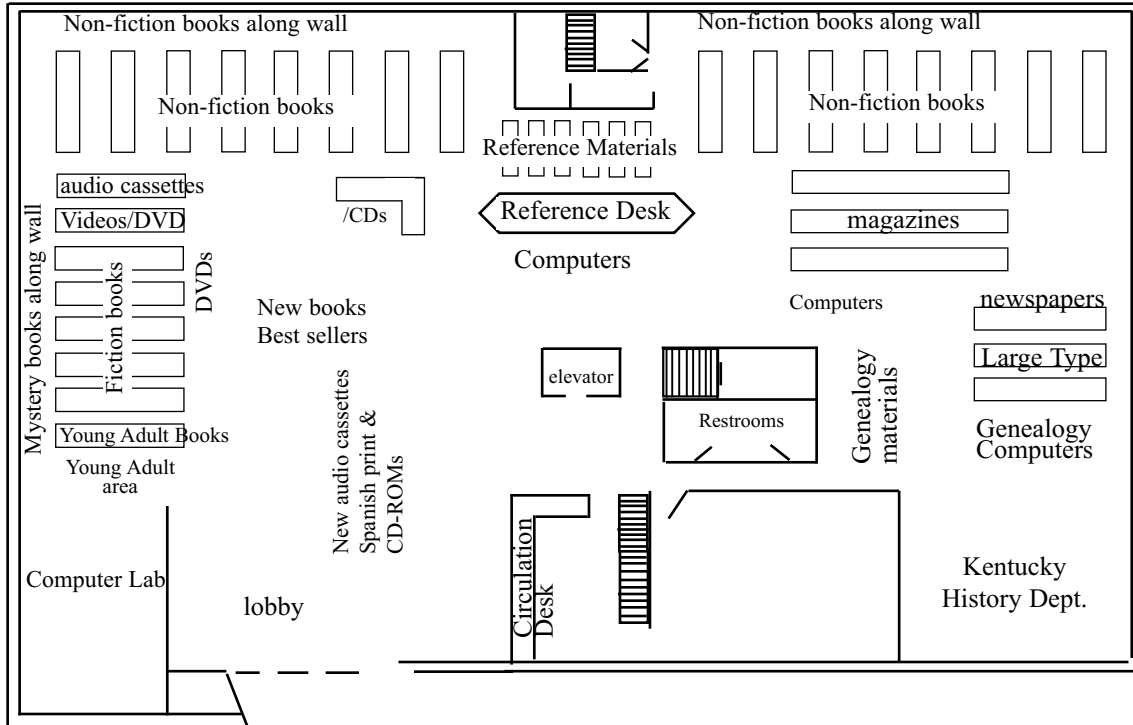 Non-fiction books along wall
Non-fiction books along wall
Non-fiction books
Non-fiction books
Reference Materials
audio cassettes
Videos/DVD
/CDs
Reference Desk
magazines
Computers
Mystery books along wall
Fiction books
DVDs
New books
Best sellers
Computers
newspapers
elevator
Large Type
Restrooms
Genealogy
materials
Genealogy
Computers
Young Adult Books
Young Adult
area
New audio cassettes
Spanish print &
CD-ROMs
Computer Lab
lobby
Circulation
Desk
Kentucky
History Dept.